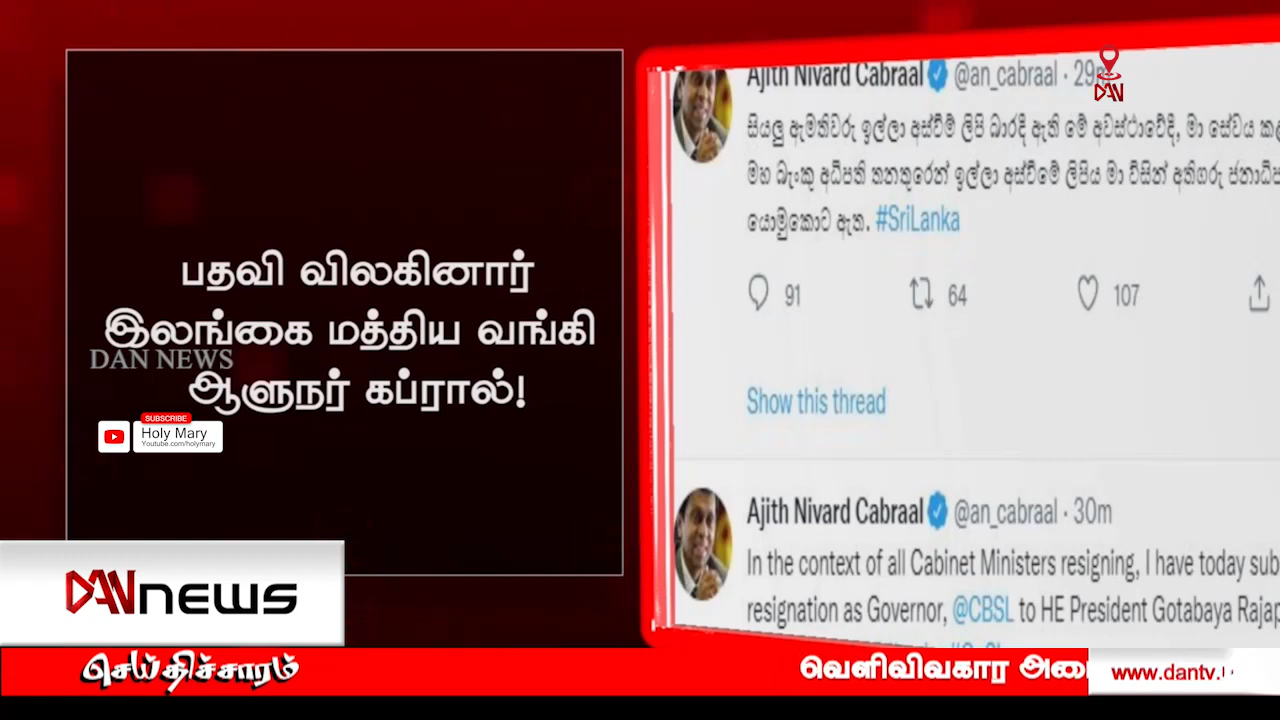 பதவி விலகினார்
இலங்கை மத்திய வங்கி
ஆளுநர் கப்ரால்!
DAN NEWS
SUBSCRIBE
Holy Mary
Youtube.com/holymary
Ajith Nivard Cabraal @an_cabraal · 29m
සියලු ඇමතිවරු ඉල්ලා අස්වීම් ලිපි බාරදී ඇති මේ අවස්ථාවේදී, මා සේවය
මහ බැංකු අධිපති තනතුරෙන් ඉල්ලා අස්වීමේ ලිපිය මා විසින් අතිගරු
යොමුකොට ඇත. #SriLanka
91 64 107
Show this thread
Ajith Nivard Cabraal @an_cabraal · 30m
In the context of all Cabinet Ministers resigning, I have today sub
resignation as Governor, @CBSL to HE President Gotabaya Rajap
DAN
DAN news
செய்திச்சாரம்
வெளிவிவகார
www.dantv.